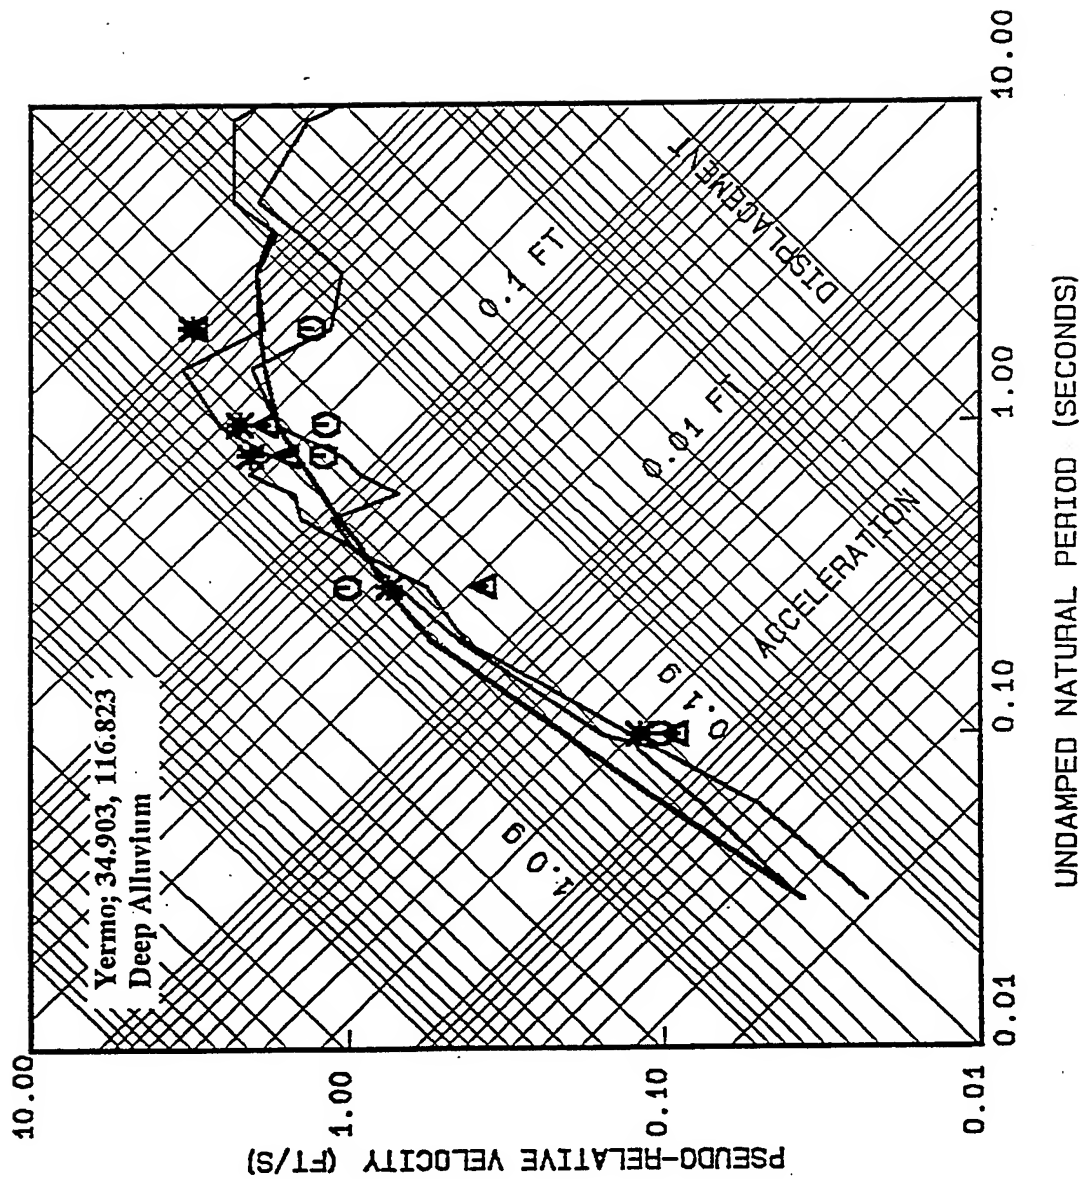 Yermo; 34.903, 116.823
Deep Alluvium
10.00
1.00
0.10
0.01
PSEUDO-RELATIVE VELOCITY (FT/S)
1.0 g
0.1 g
ACCELERATION
0.01 FT
0.1 FT
DISPLACEMENT
0.01
0.10
1.00
10.00
UNDAMPED NATURAL PERIOD (SECONDS)